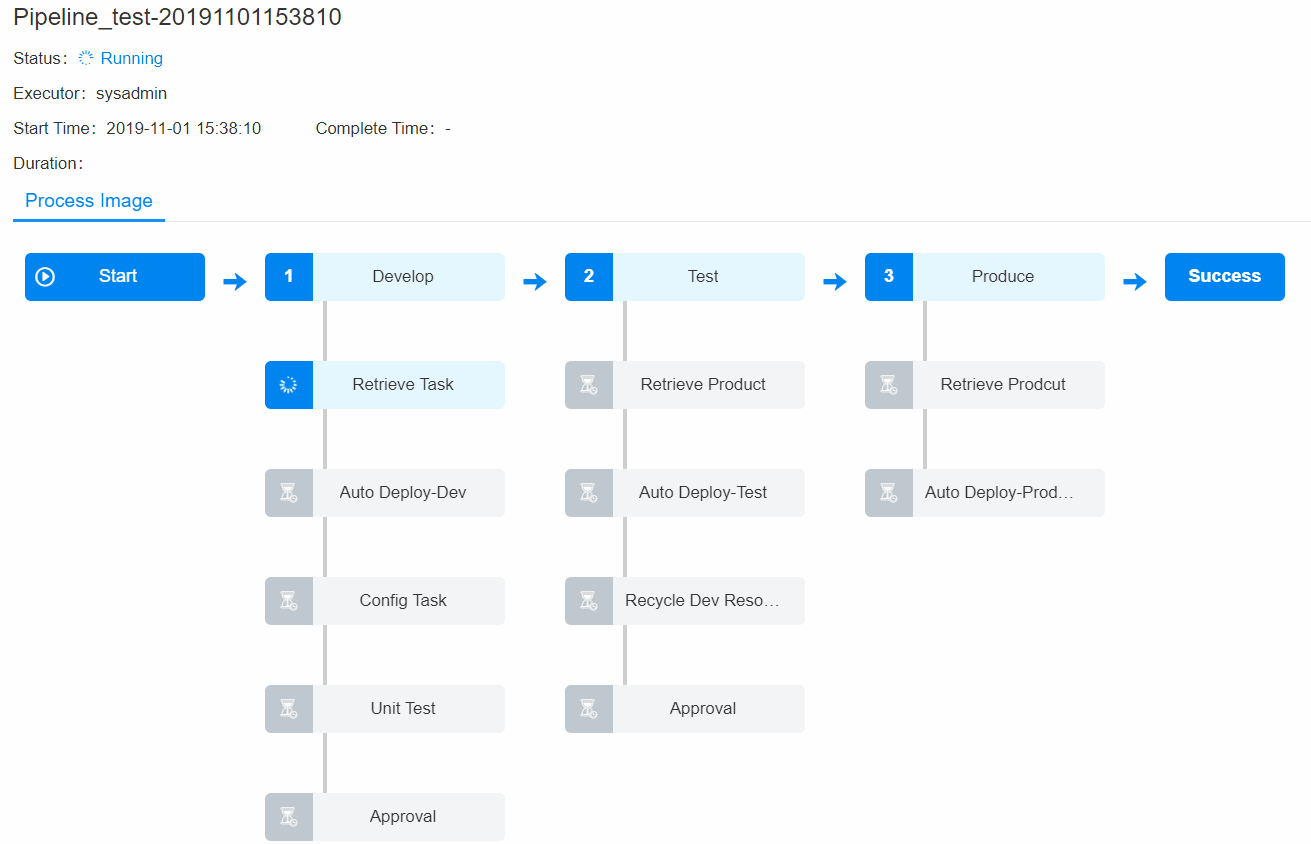 Pipeline_test-20191101153810
Status: Running
Executor: sysadmin
Start Time: 2019-11-01 15:38:10 Complete Time: -
Duration:
Process Image
Start
1 Develop
2 Test
3 Produce
Success
Retrieve Task
Retrieve Product
Retrieve Prodcut
Auto Deploy-Dev
Auto Deploy-Test
Auto Deploy-Prod...
Config Task
Recycle Dev Reso...
Unit Test
Approval
Approval